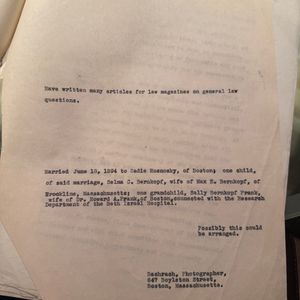 Have written many articles for law magazines on general law
questions.
Married June 18, 1894 to Sadie Rosnosky, of Boston; one child,
of said marriage, Selma C. Bernkopf, wife of Max E. Bernkopf, of
Brookline, Massachusetts; one grandchild, Sally Bernkopf Frank,
wife of Dr. Howard A. Frank, of Boston, connected with the Research
Department of the Beth Israel Hospital.
Possibly this could
be arranged.
Bachrach, Photographer,
647 Boylston Street,
Boston, Massachusetts.